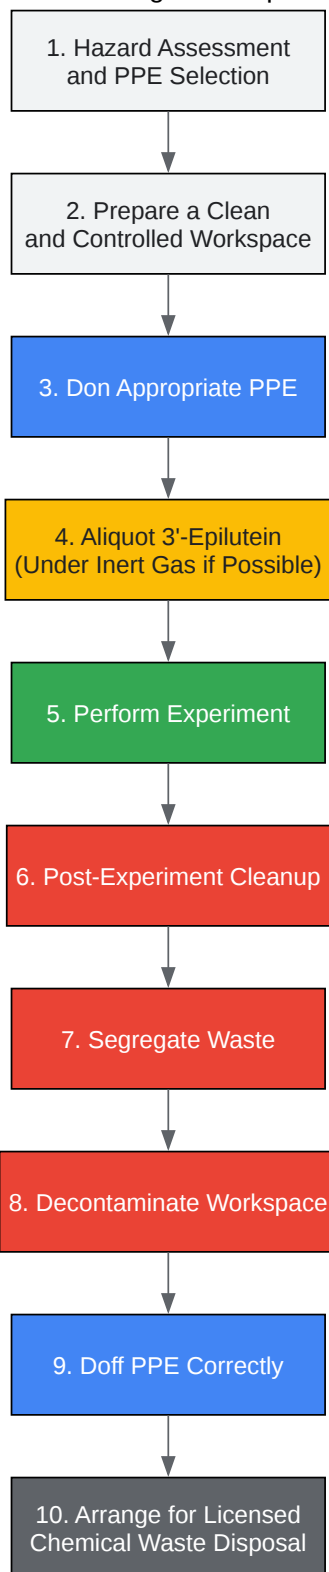 1. Hazard Assessment
and PPE Selection
2. Prepare a Clean
and Controlled Workspace
3. Don Appropriate PPE
4. Aliquot 3'-Epilutein
(Under Inert Gas if Possible)
5. Perform Experiment
6. Post-Experiment Cleanup
7. Segregate Waste
8. Decontaminate Workspace
9. Doff PPE Correctly
10. Arrange for Licensed
Chemical Waste Disposal